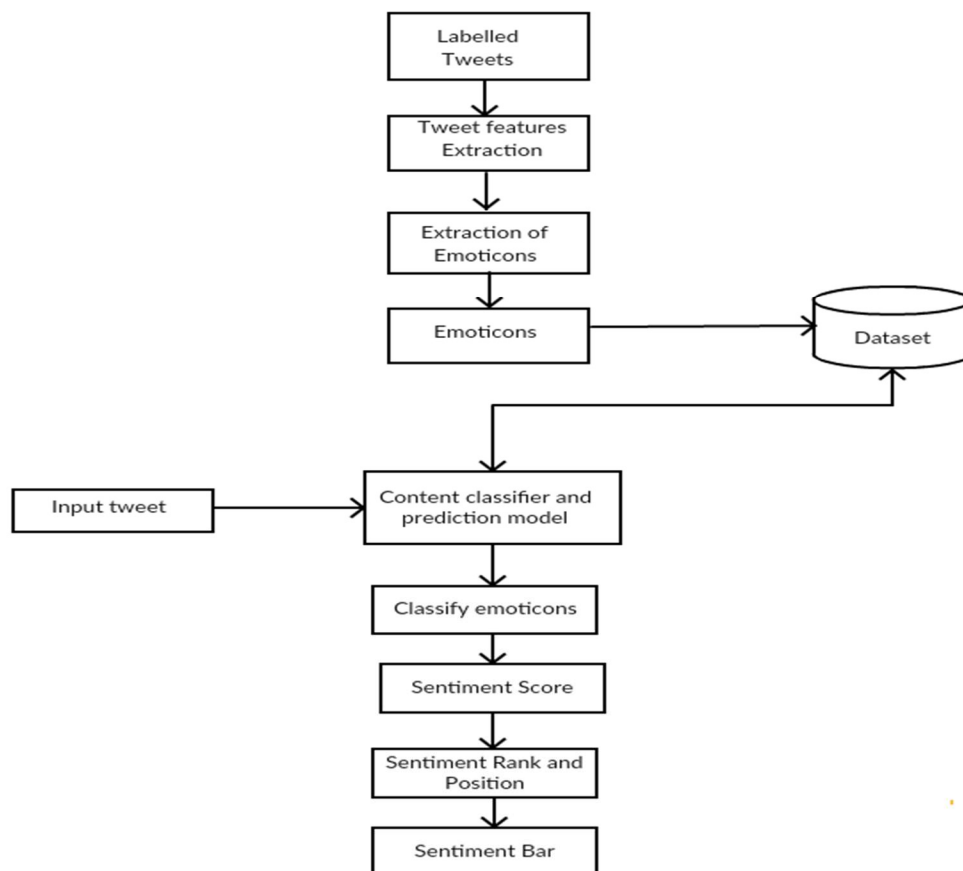 Labelled
Tweets
Tweet features
Extraction
Extraction of
Emoticons
Emoticons
Dataset
Input tweet
Content classifier and
prediction model
Classify emoticons
Sentiment Score
Sentiment Rank and
Position
Sentiment Bar